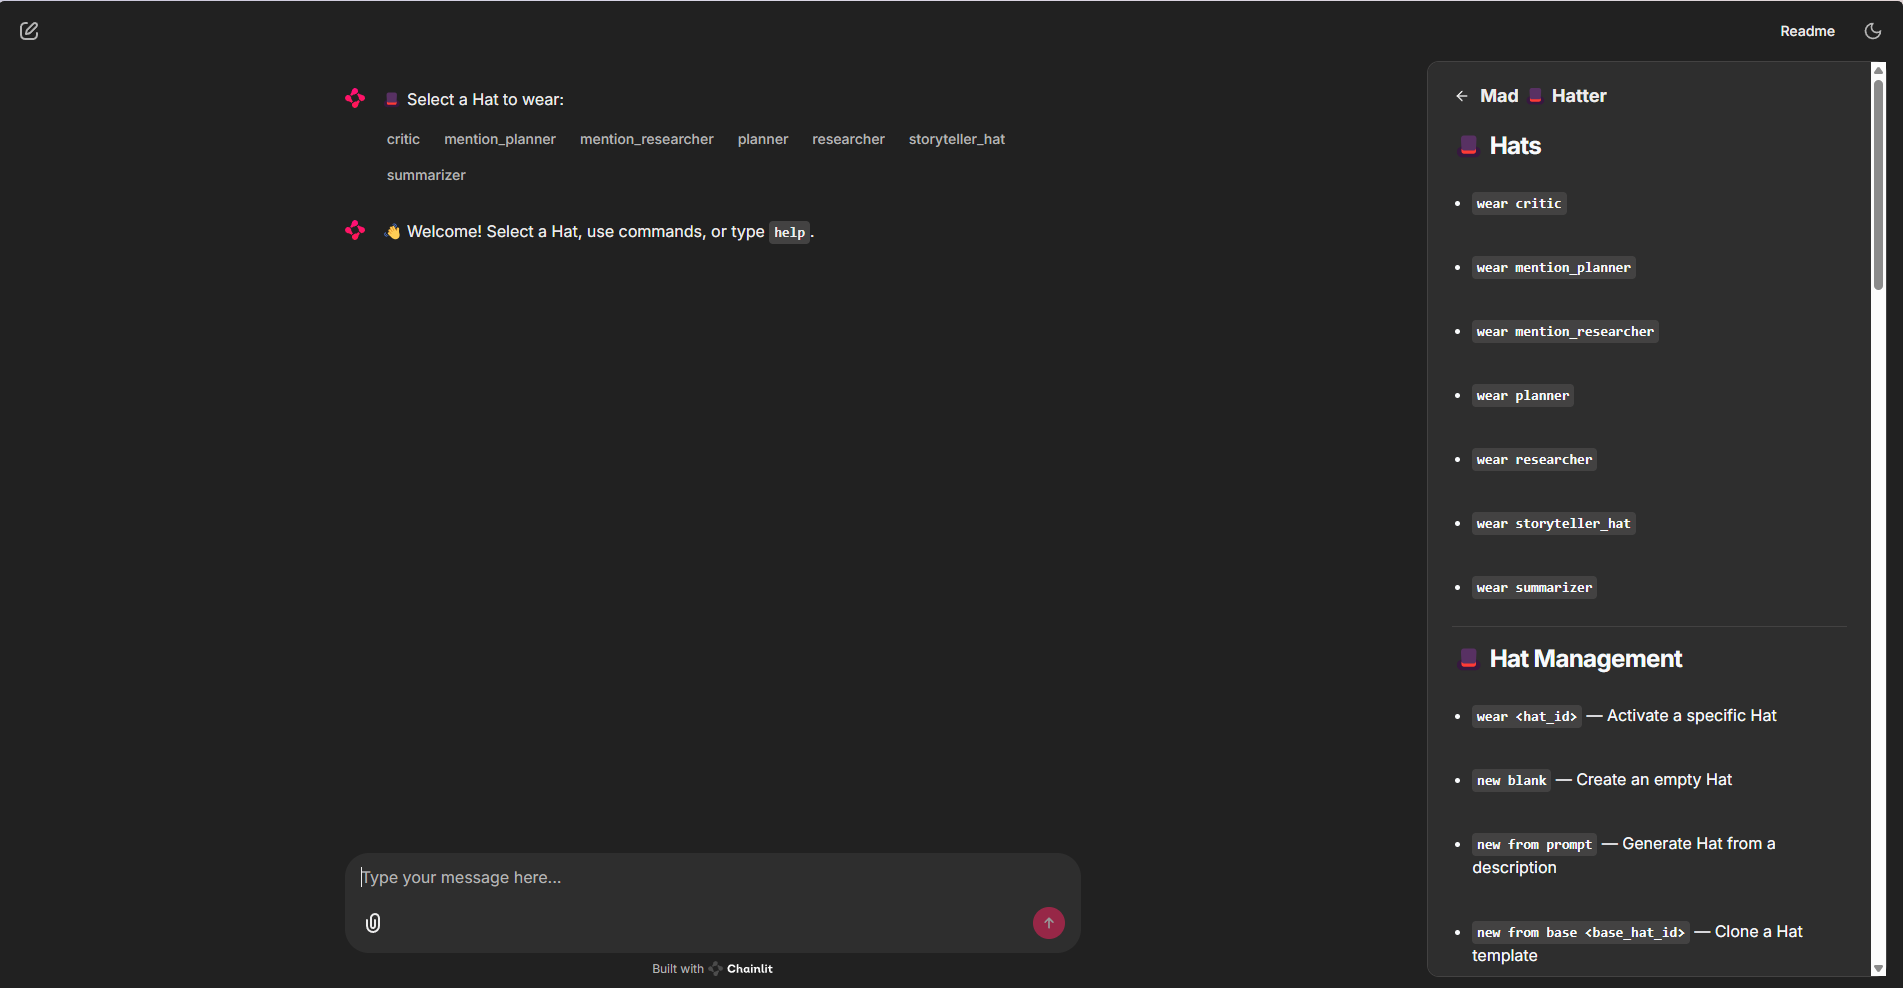 Readme
Select a Hat to wear:
critic mention_planner mention_researcher planner researcher storyteller_hat
summarizer
Welcome! Select a Hat, use commands, or type help.
Type your message here...
Built with Chainlit
Mad Hatter
Hats
wear critic
wear mention_planner
wear mention_researcher
wear planner
wear researcher
wear storyteller_hat
wear summarizer
Hat Management
wear <hat_id> — Activate a specific Hat
new blank — Create an empty Hat
new from prompt — Generate Hat from a
description
new from base <base_hat_id> — Clone a Hat
template